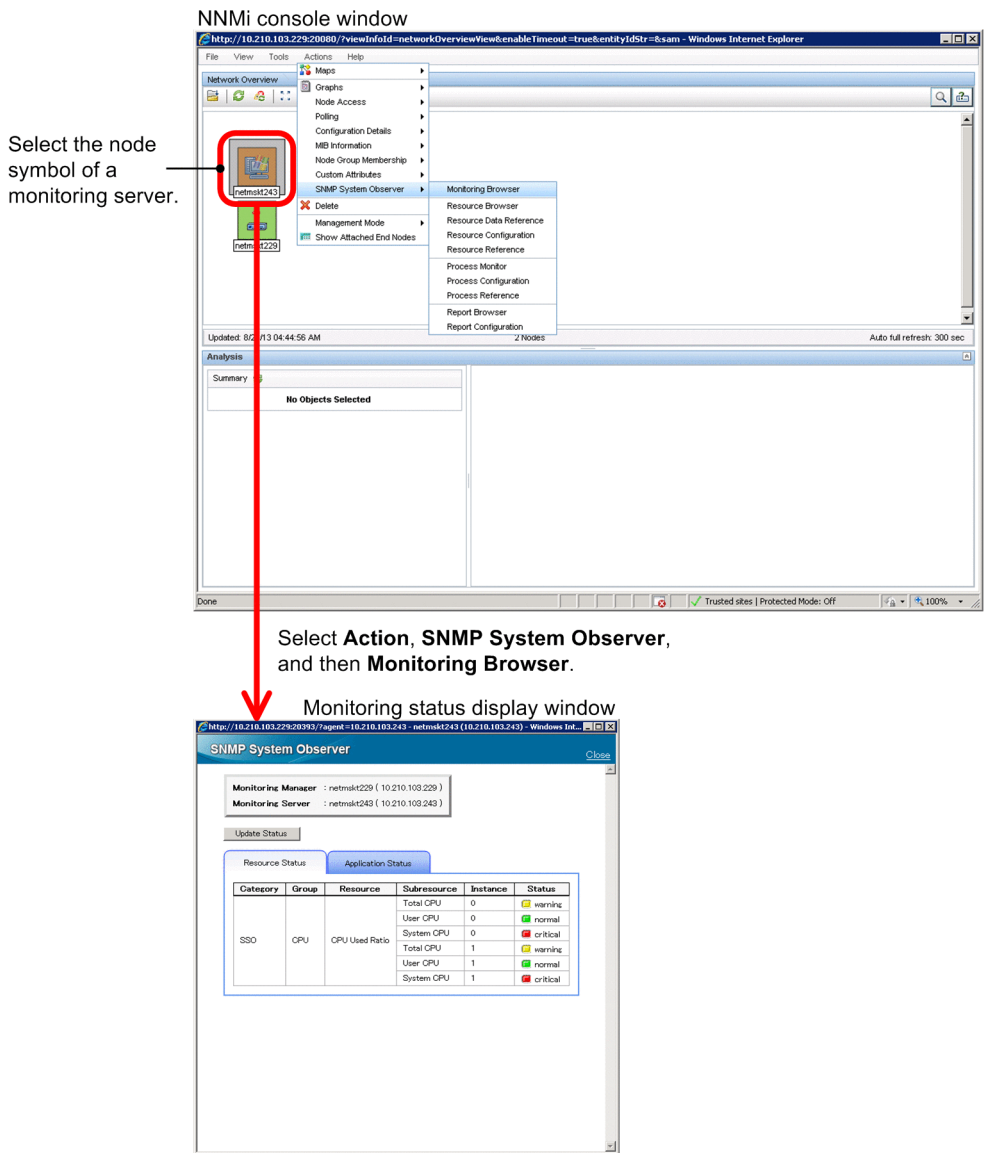 NNMi console window
http://10.210.103.229:20080/?viewInfoId=networkOverviewView&enableTimeout=true&entityIdStr=&sam - Windows Internet Explorer
File View Tools Actions Help
Network Overview
Maps
Graphs
Node Access
Polling
Configuration Details
MIB Information
Node Group Membership
Custom Attributes
SNMP System Observer
Delete
Management Mode
Show Attached End Nodes
Monitoring Browser
Resource Browser
Resource Data Reference
Resource Configuration
Resource Reference
Process Monitor
Process Configuration
Process Reference
Report Browser
Report Configuration
Select the node
symbol of a
monitoring server.
netmskt243
Updated: 04:44:56 AM 2 Nodes Auto full refresh: 300 sec
Analysis
Summary
No Objects Selected
Done Trusted sites | Protected Mode: Off 100%
Select Action, SNMP System Observer,
and then Monitoring Browser.
Monitoring status display window
http://10.210.103.229:20393/?agent=10.210.103.243 - netmskt243 (10.210.103.243) - Windows Int...
SNMP System Observer
Close
Monitoring Manager : netmskt229 ( 10.210.103.229 )
Monitoring Server : netmskt243 ( 10.210.103.243 )
Update Status
Resource Status Application Status
Category Group Resource Subresource Instance Status
SSO CPU CPU Used Ratio
Total CPU 0 warning
User CPU 0 normal
System CPU 0 critical
Total CPU 1 warning
User CPU 1 normal
System CPU 1 critical